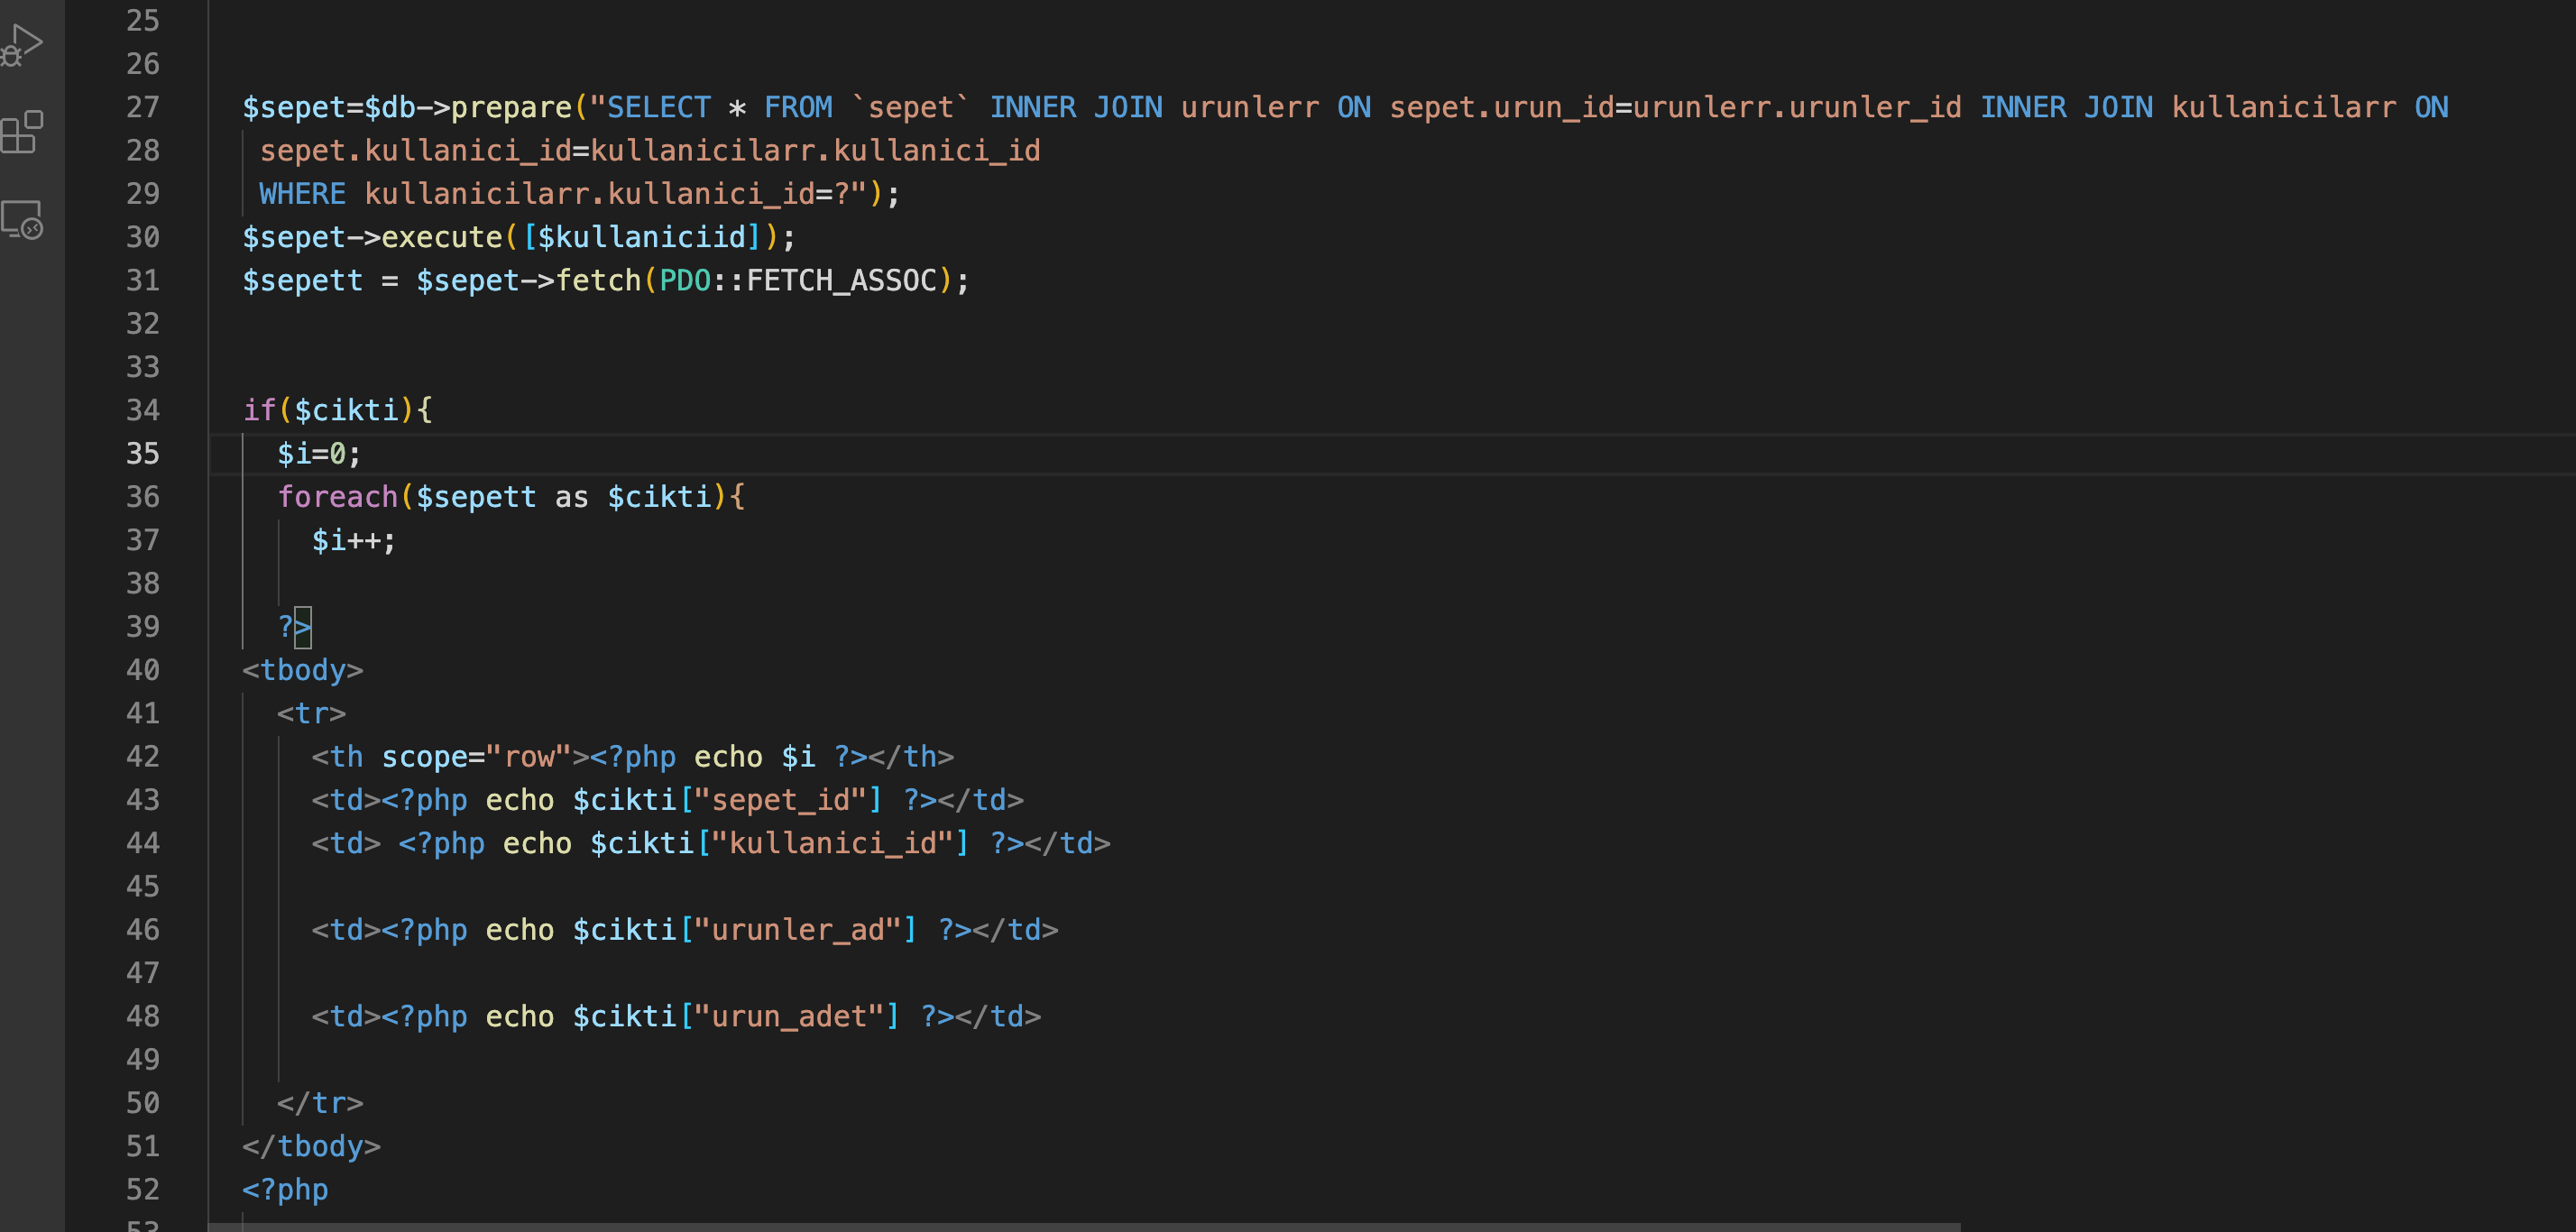 25
26
27 $sepet=$db->prepare("SELECT * FROM `sepet` INNER JOIN urunlerr ON sepet.urun_id=urunlerr.urunler_id INNER JOIN kullanicilarr ON
28 sepet.kullanici_id=kullanicilarr.kullanici_id
29 WHERE kullanicilarr.kullanici_id=?");
30 $sepet->execute([$kullaniciid]);
31 $sepett = $sepet->fetch(PDO::FETCH_ASSOC);
32
33
34 if($cikti){
35 $i=0;
36 foreach($sepett as $cikti){
37 $i++;
38
39 ?>
40 <tbody>
41 <tr>
42 <th scope="row"><?php echo $i ?></th>
43 <td><?php echo $cikti["sepet_id"] ?></td>
44 <td> <?php echo $cikti["kullanici_id"] ?></td>
45
46 <td><?php echo $cikti["urunler_ad"] ?></td>
47
48 <td><?php echo $cikti["urun_adet"] ?></td>
49
50 </tr>
51 </tbody>
52 <?php
53